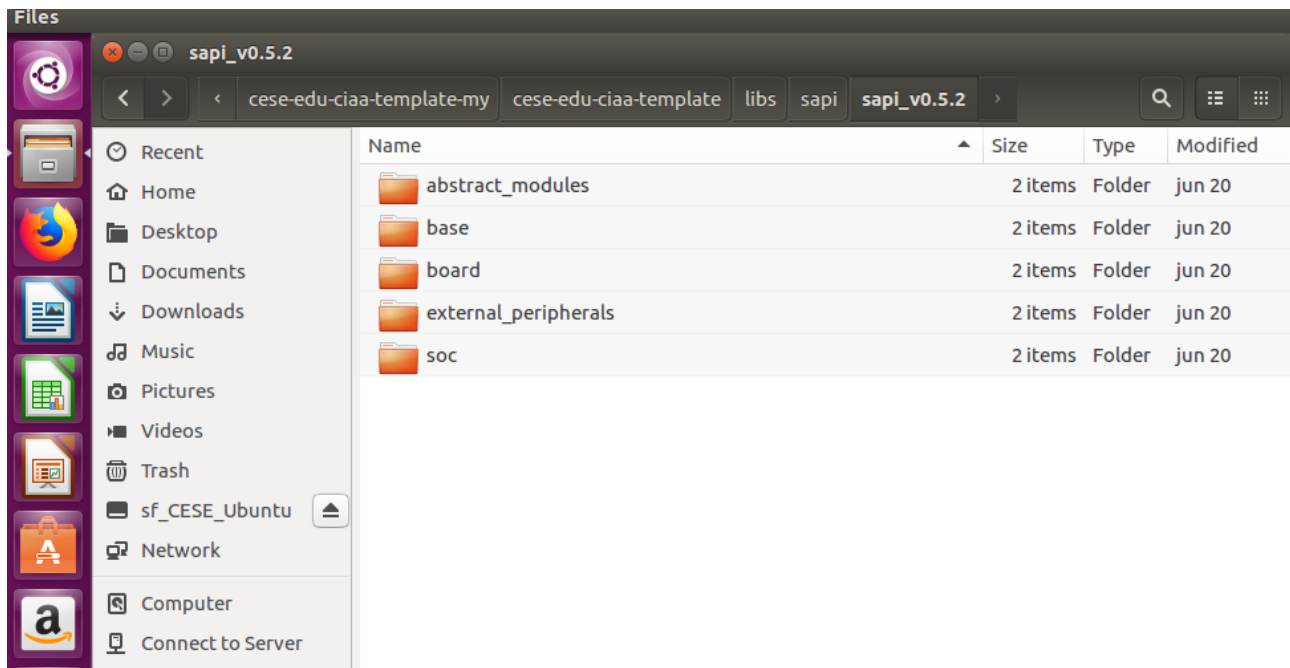 Files
sapi_v0.5.2
cese-edu-ciaa-template-my cese-edu-ciaa-template libs sapi sapi_v0.5.2
Recent
Home
Desktop
Documents
Downloads
Music
Pictures
Videos
Trash
sf_CESE_Ubuntu
Network
Computer
Connect to Server
Name Size Type Modified
abstract_modules 2 items Folder jun 20
base 2 items Folder jun 20
board 2 items Folder jun 20
external_peripherals 2 items Folder jun 20
soc 2 items Folder jun 20